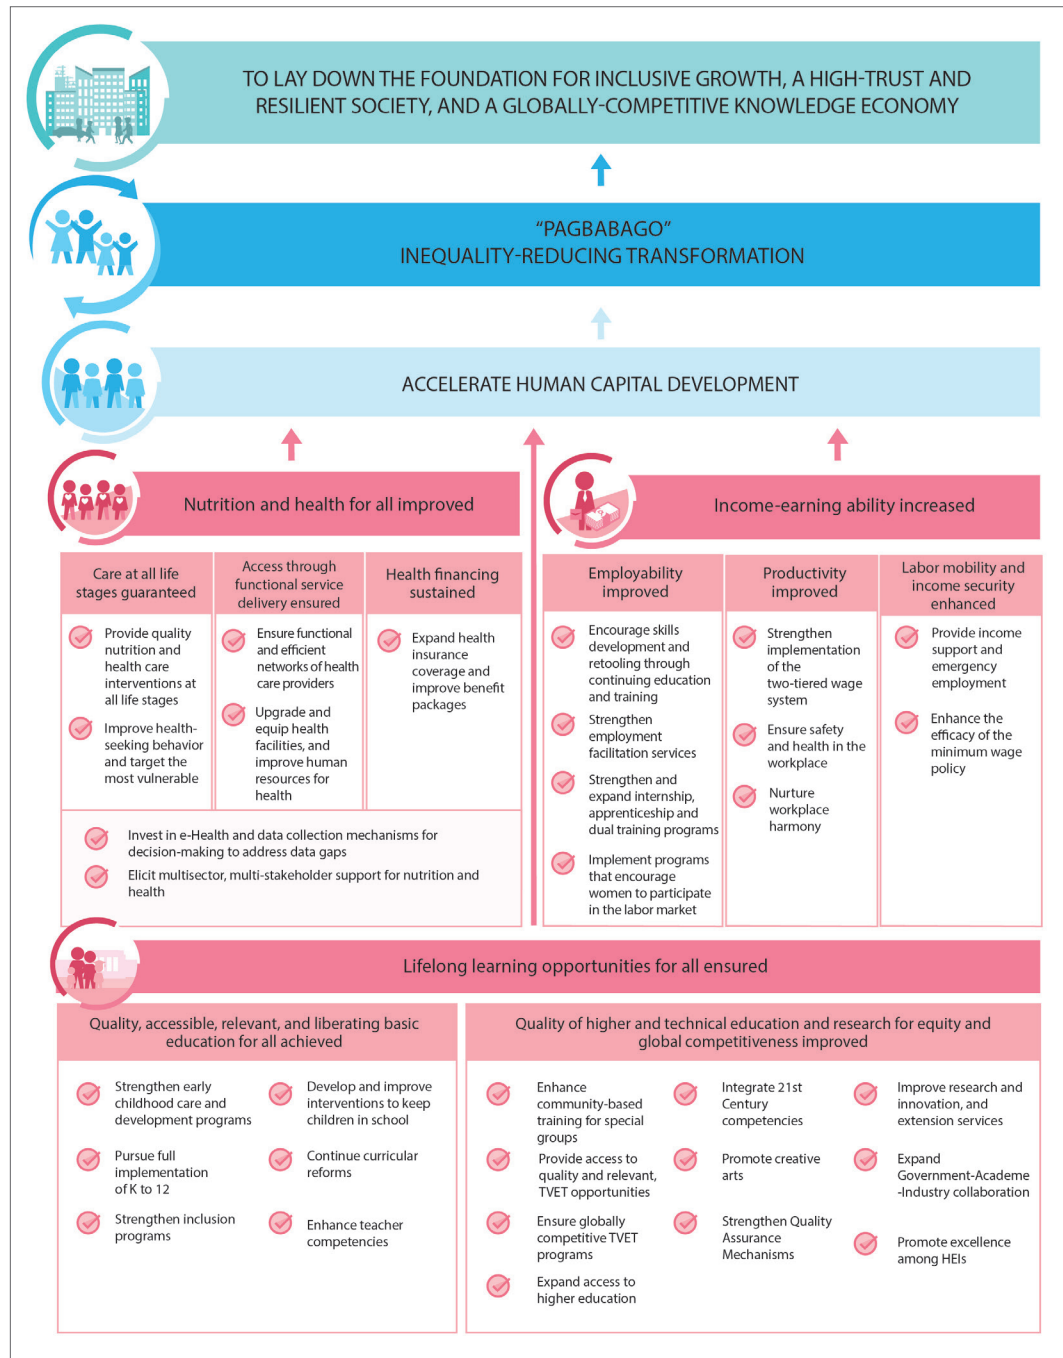 TO LAY DOWN THE FOUNDATION FOR INCLUSIVE GROWTH, A HIGH-TRUST AND
RESILIENT SOCIETY, AND A GLOBALLY-COMPETITIVE KNOWLEDGE ECONOMY
“PAGBABAGO”
INEQUALITY-REDUCING TRANSFORMATION
ACCELERATE HUMAN CAPITAL DEVELOPMENT
Nutrition and health for all improved
Care at all life
stages guaranteed
Provide quality
nutrition and
health care
interventions at
all life stages
Improve health-
seeking behavior
and target the
most vulnerable
Access through
functional service
delivery ensured
Ensure functional
and efficient
networks of health
care providers
Upgrade and
equip health
facilities, and
improve human
resources for
health
Health financing
sustained
Expand health
insurance
coverage and
improve benefit
packages
Invest in e-Health and data collection mechanisms for
decision-making to address data gaps
Elicit multisector, multi-stakeholder support for nutrition and
health
Income-earning ability increased
Employability
improved
Encourage skills
development and
retooling through
continuing education
and training
Strengthen
employment
facilitation services
Strengthen and
expand internship,
apprenticeship and
dual training programs
Implement programs
that encourage
women to participate
in the labor market
Productivity
improved
Strengthen
implementation
of the
two-tiered wage
system
Ensure safety
and health in the
workplace
Nurture
workplace
harmony
Labor mobility and
income security
enhanced
Provide income
support and
emergency
employment
Enhance the
efficacy of the
minimum wage
policy
Lifelong learning opportunities for all ensured
Quality, accessible, relevant, and liberating basic
education for all achieved
Strengthen early
childhood care and
development programs
Pursue full
implementation
of K to 12
Strengthen inclusion
programs
Develop and improve
interventions to keep
children in school
Continue curricular
reforms
Enhance teacher
competencies
Quality of higher and technical education and research for equity and
global competitiveness improved
Enhance
community-based
training for special
groups
Provide access to
quality and relevant,
TVET opportunities
Ensure globally
competitive TVET
programs
Expand access to
higher education
Integrate 21st
Century
competencies
Promote creative
arts
Strengthen Quality
Assurance
Mechanisms
Improve research and
innovation, and
extension services
Expand
Government-Academe
-Industry collaboration
Promote excellence
among HEIs